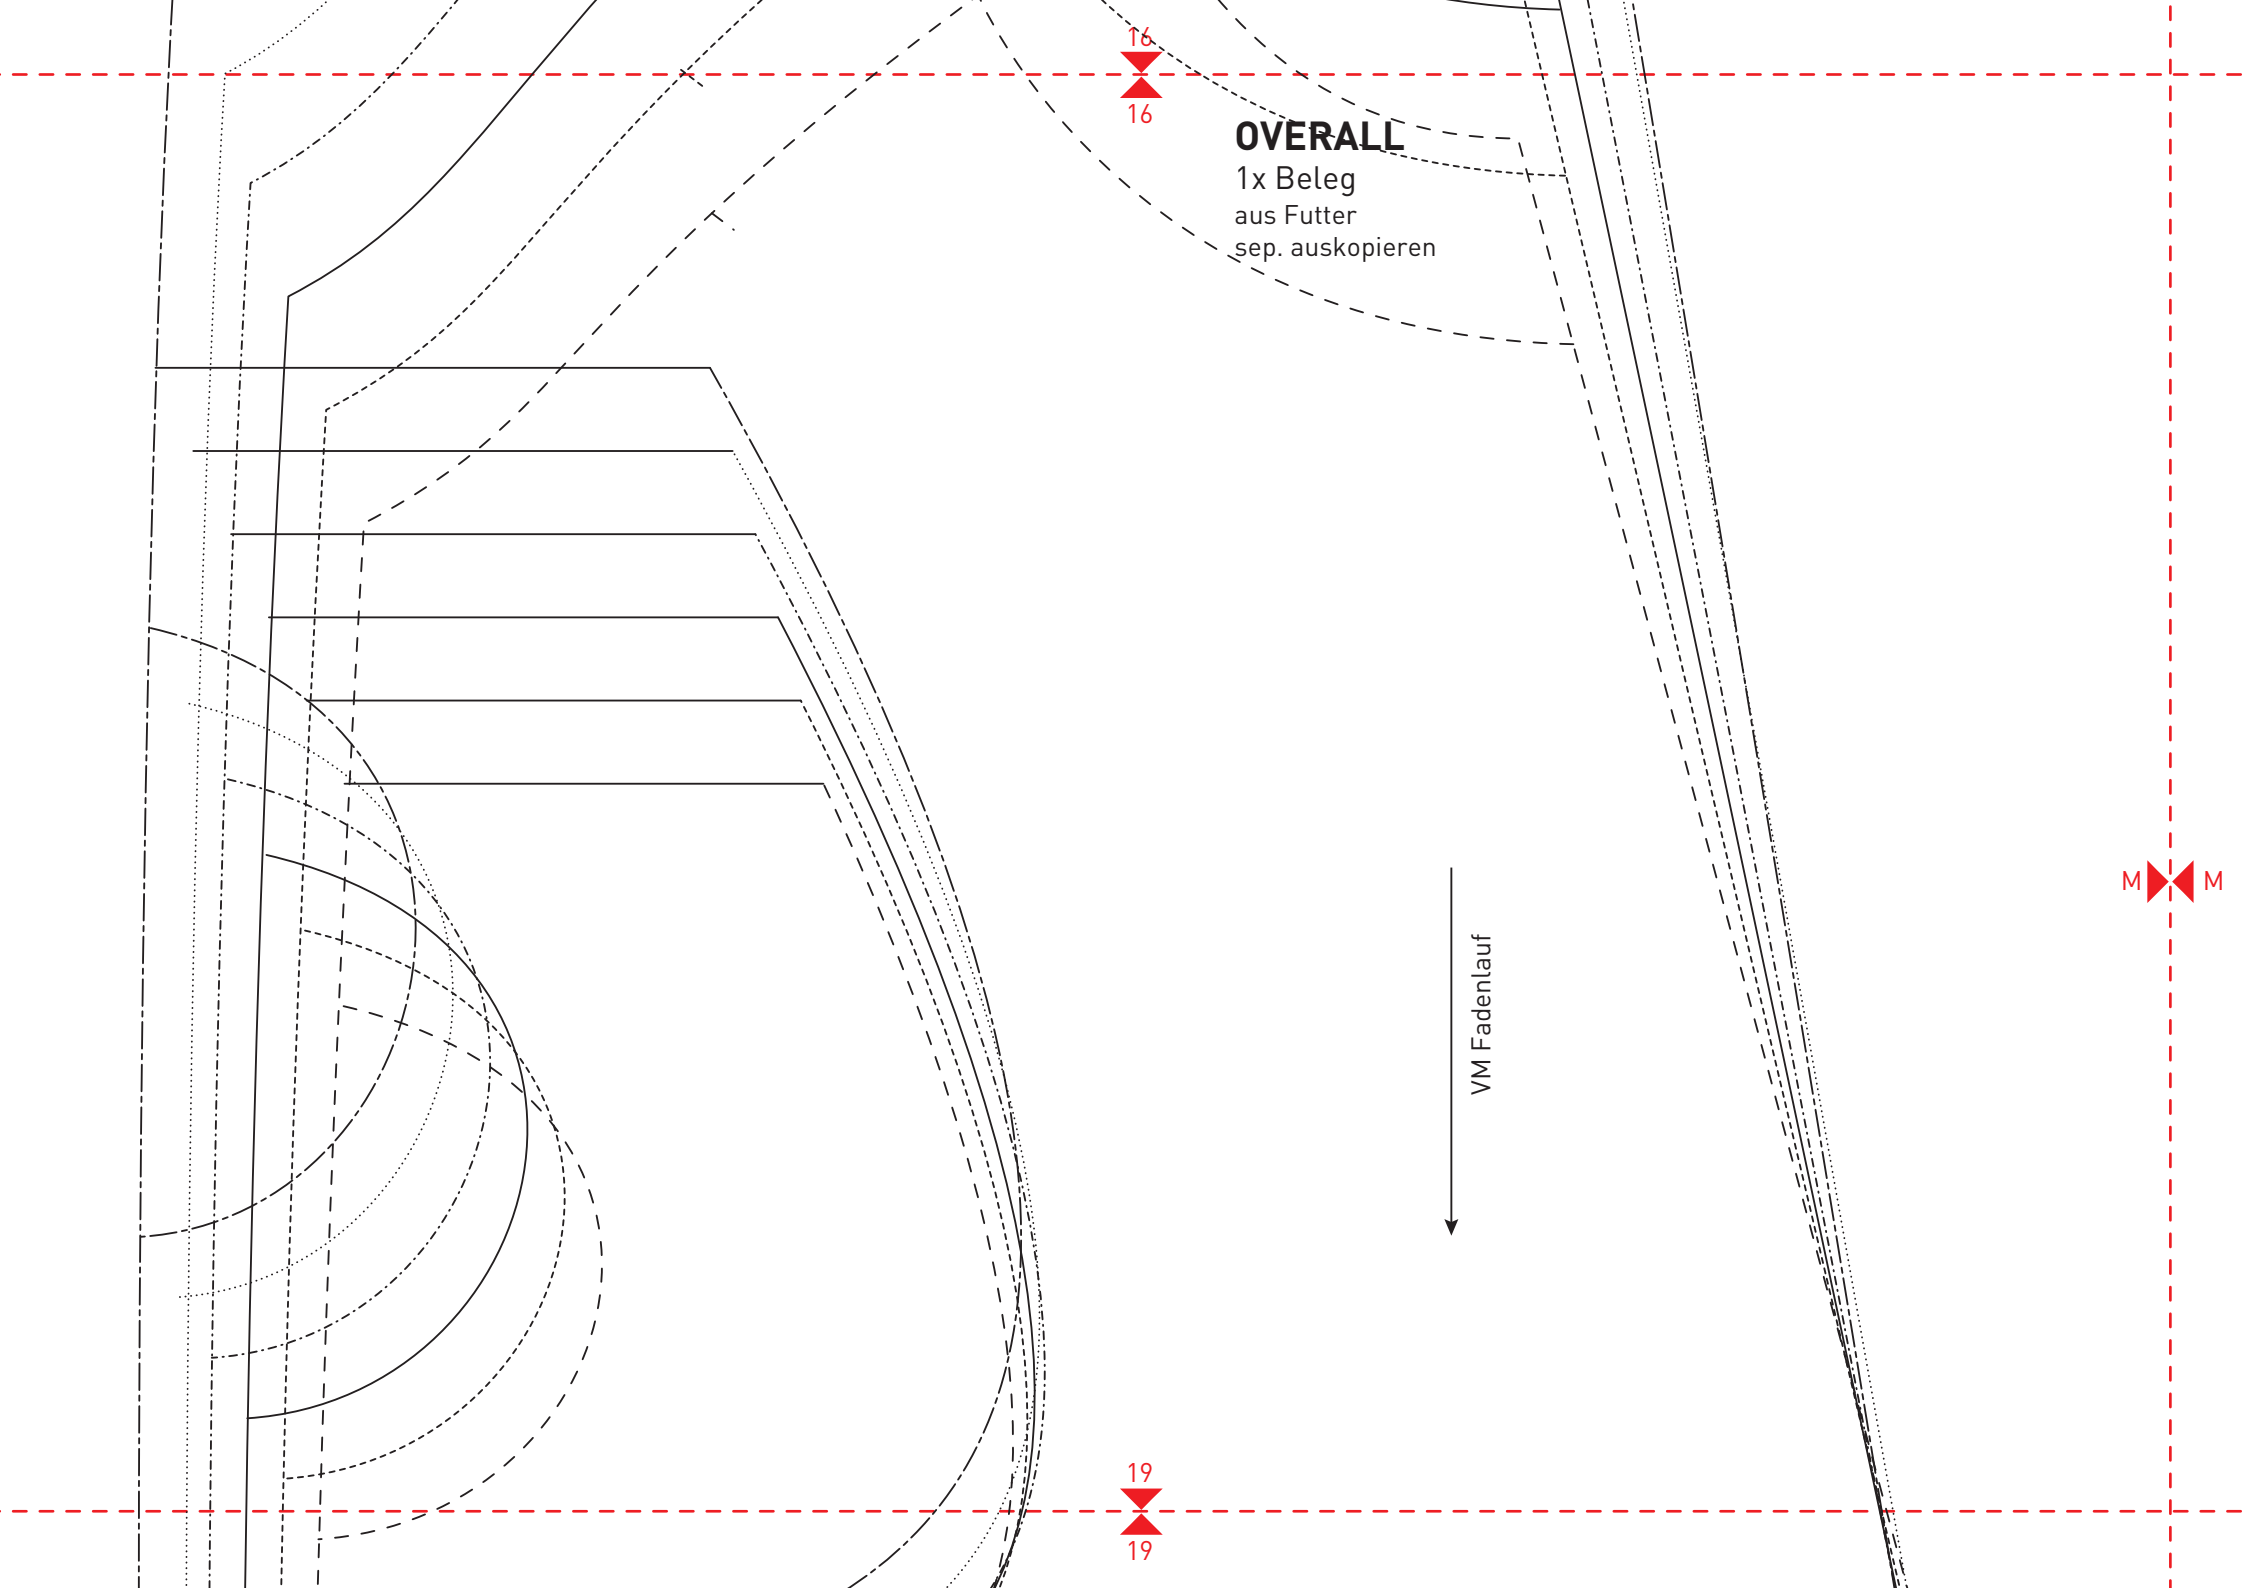 16
16
OVERALL
1x Beleg
aus Futter
sep. auskopieren
M M
VM Fadenlauf
19
19